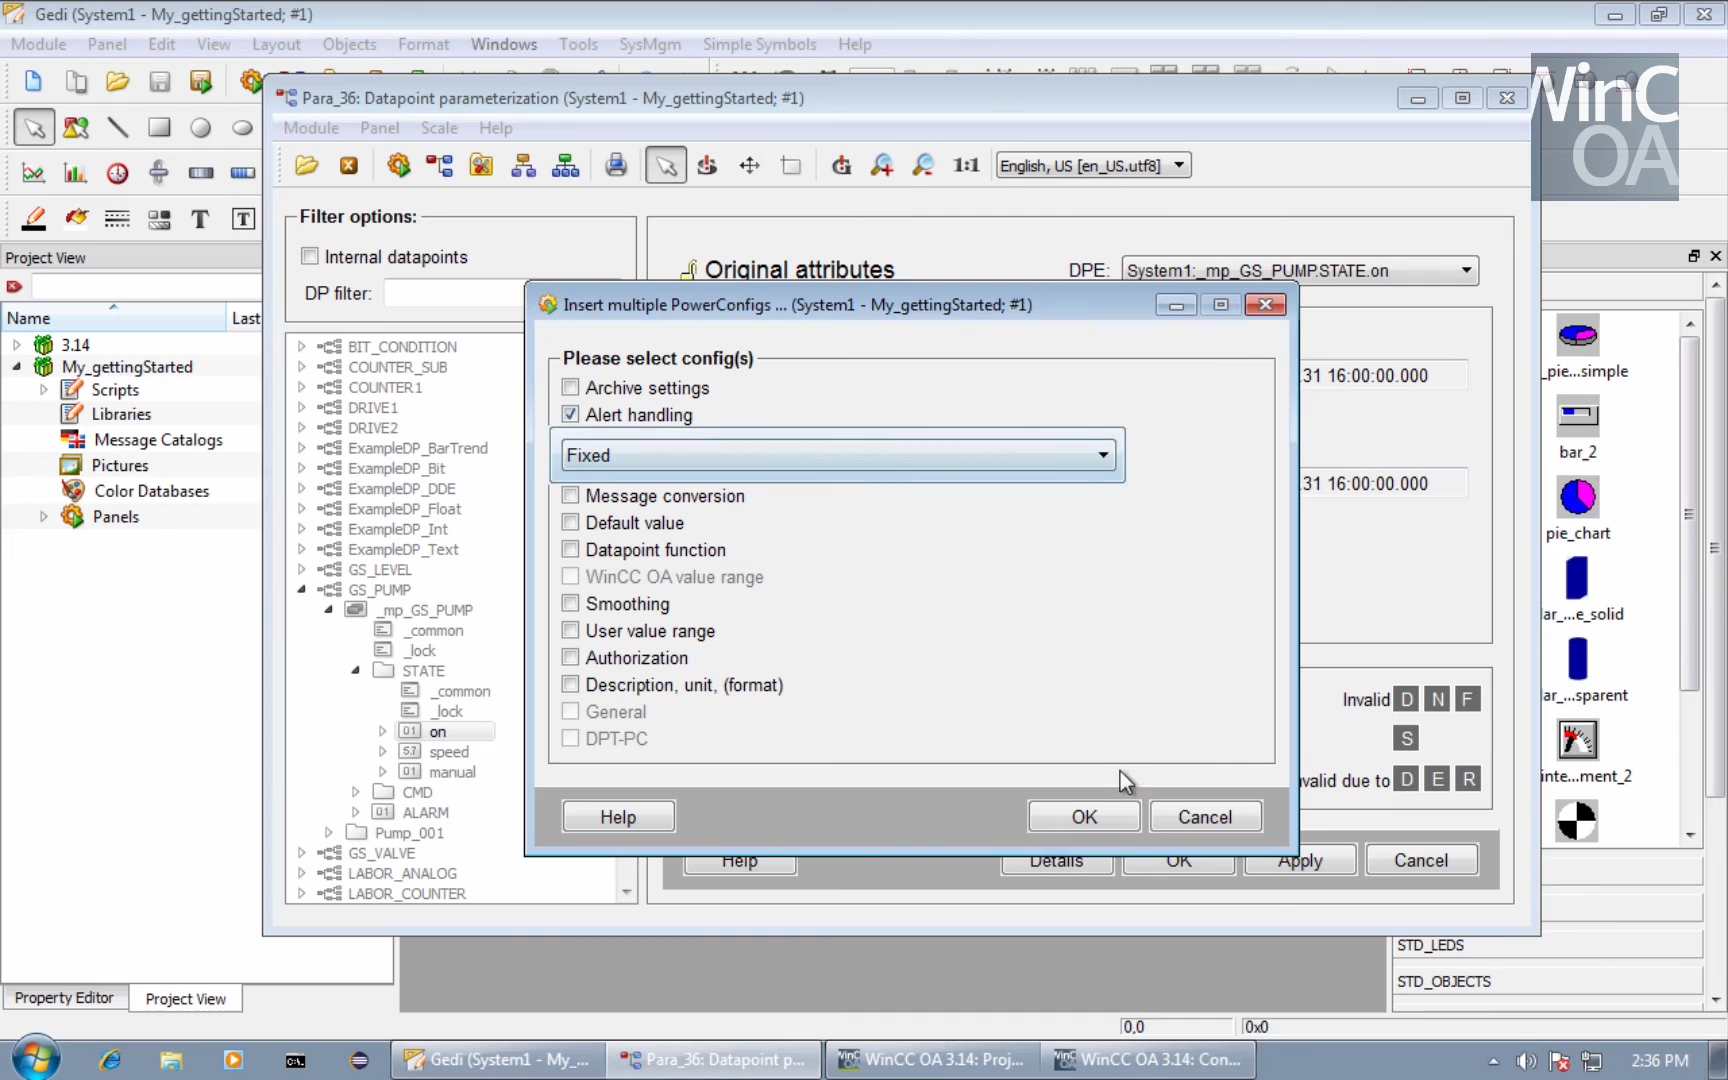 Gedi (System1 - My_gettingStarted; #1)
Module Panel Edit View Layout Objects Format Windows Tools SysMgm Simple Symbols Help
WinC
OA
Para_36: Datapoint parameterization (System1 - My_gettingStarted; #1)
Module Panel Scale Help
1:1
English, US [en_US.utf8]
Filter options:
Internal datapoints
DP filter:
Original attributes
DPE:
System1:_mp_GS_PUMP.STATE.on
Project View
Name
Last
3.14
My_gettingStarted
Scripts
Libraries
Message Catalogs
Pictures
Color Databases
Panels
BIT_CONDITION
COUNTER_SUB
COUNTER1
DRIVE1
DRIVE2
ExampleDP_BarTrend
ExampleDP_Bit
ExampleDP_DDE
ExampleDP_Float
ExampleDP_Int
ExampleDP_Text
GS_LEVEL
GS_PUMP
_mp_GS_PUMP
_common
_lock
STATE
_common
_lock
on
speed
manual
CMD
ALARM
Pump_001
GS_VALVE
LABOR_ANALOG
LABOR_COUNTER
Insert multiple PowerConfigs ... (System1 - My_gettingStarted; #1)
Please select config(s)
Archive settings
Alert handling
Fixed
Message conversion
Default value
Datapoint function
WinCC OA value range
Smoothing
User value range
Authorization
Description, unit, (format)
General
DPT-PC
Help
OK
Cancel
.31 16:00:00.000
.31 16:00:00.000
Invalid D N F
S
nvalid due to D E R
Help
Details
OK
Apply
Cancel
_pie...simple
bar_2
pie_chart
lar_...e_solid
lar_...sparent
inte...ment_2
STD_LEDS
STD_OBJECTS
Property Editor
Project View
0,0
0x0
Gedi (System1 - My_...
Para_36: Datapoint p...
WinCC OA 3.14: Proj...
WinCC OA 3.14: Con...
2:36 PM